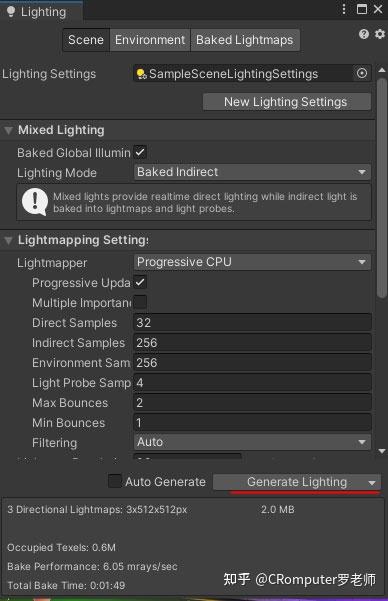 Lighting
Scene Environment Baked Lightmaps
Lighting Settings SampleSceneLightingSettings
New Lighting Settings
Mixed Lighting
Baked Global Illumin
Lighting Mode Baked Indirect
Mixed lights provide realtime direct lighting while indirect light is
baked into lightmaps and light probes.
Lightmapping Settings
Lightmapper Progressive CPU
Progressive Upda
Multiple Importan
Direct Samples 32
Indirect Samples 256
Environment Sam 256
Light Probe Samp 4
Max Bounces 2
Min Bounces 1
Filtering Auto
Auto Generate Generate Lighting
3 Directional Lightmaps: 3x512x512px 2.0 MB
Occupied Texels: 0.6M
Bake Performance: 6.05 mrays/sec
Total Bake Time: 0:01:49
知乎 @CRomputer罗老师